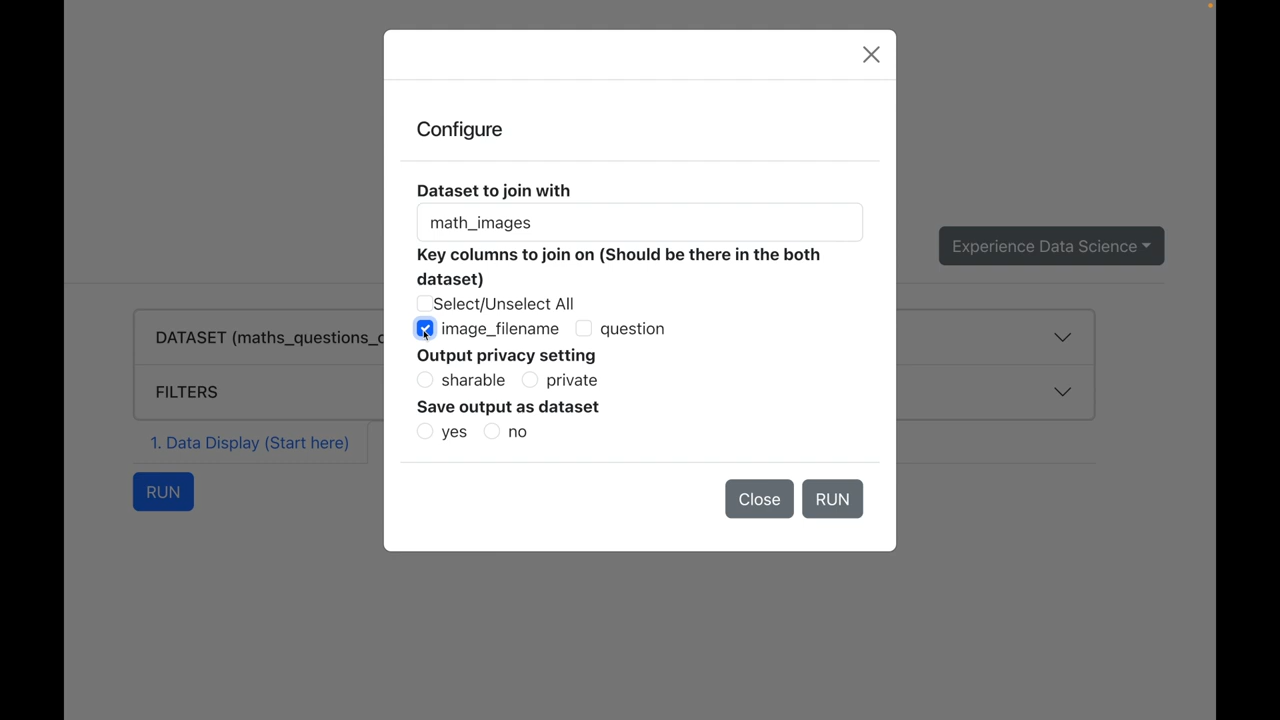 Configure
Dataset to join with
math_images
Key columns to join on (Should be there in the both
dataset)
Select/Unselect All
image_filename question
Output privacy setting
sharable private
Save output as dataset
yes no
Close RUN
Experience Data Science
DATASET (maths_questions_
FILTERS
1. Data Display (Start here)
RUN